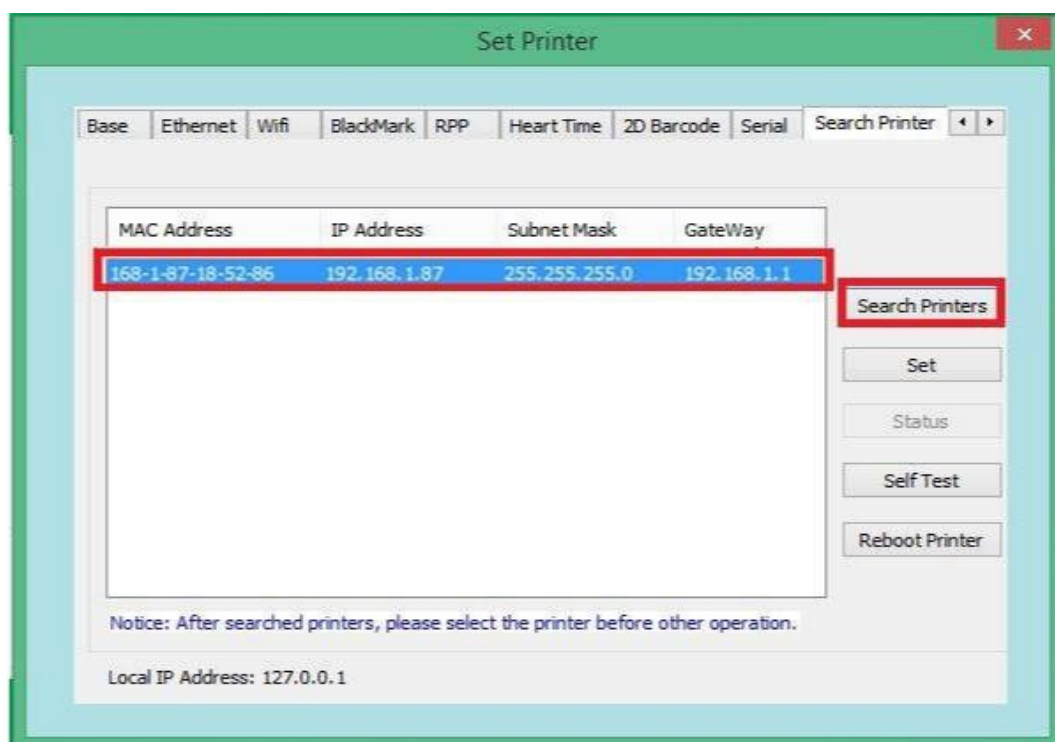 Set Printer
Base Ethernet Wifi BlackMark RPP Heart Time 2D Barcode Serial Search Printer
MAC Address IP Address Subnet Mask GateWay
168-1-87-18-52-86 192.168.1.87 255.255.255.0 192.168.1.1
Search Printers
Set
Status
Self Test
Reboot Printer
Notice: After searched printers, please select the printer before other operation.
Local IP Address: 127.0.0.1